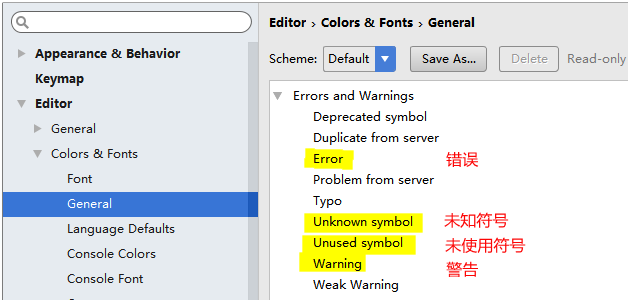 Editor › Colors & Fonts › General
Appearance & Behavior
Keymap
Editor
General
Colors & Fonts
Font
General
Language Defaults
Console Colors
Console Font
Scheme: Default Save As... Delete Read-only
Errors and Warnings
Deprecated symbol
Duplicate from server
Error 错误
Problem from server
Typo
Unknown symbol 未知符号
Unused symbol 未使用符号
Warning 警告
Weak Warning